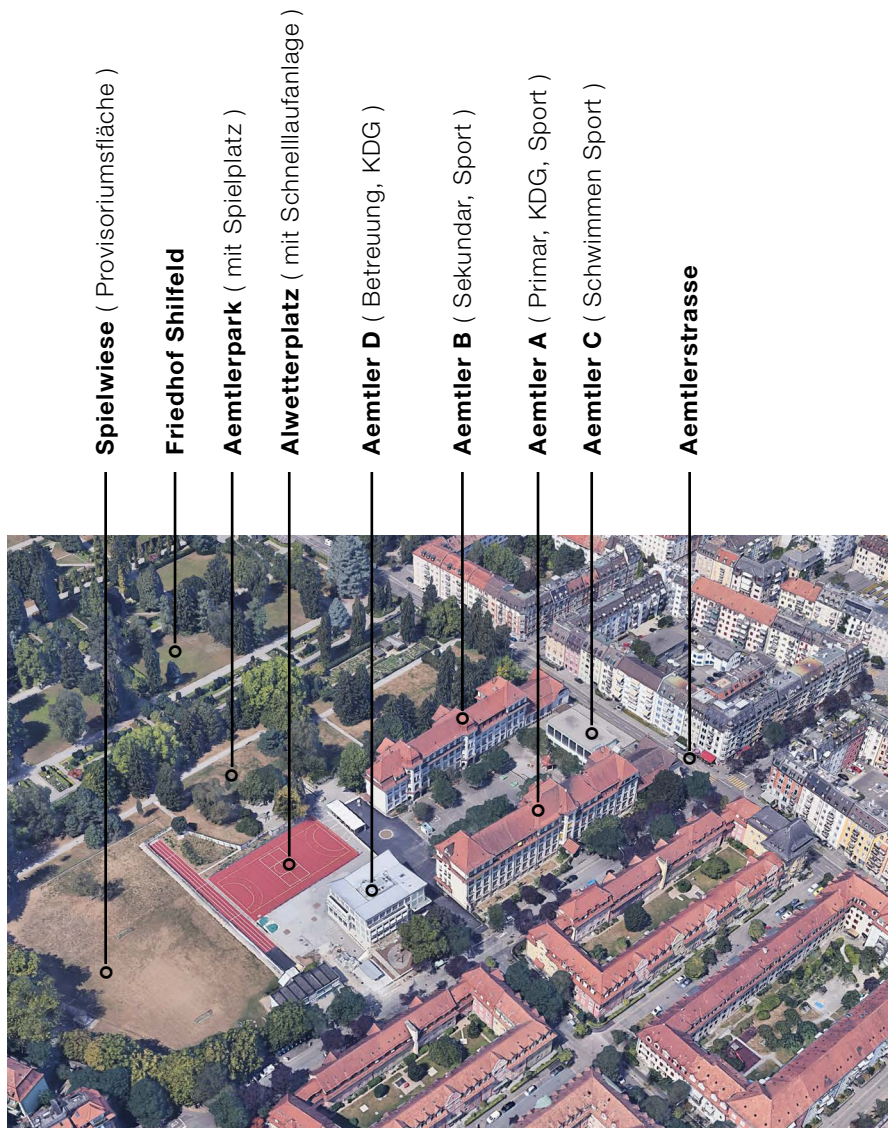 Spielwiese ( Provisoriumsfläche )
Friedhof Shilfeld
Aemtlerpark ( mit Spielplatz )
Alwetterplatz ( mit Schnelllaufanlage )
Aemtler D ( Betreuung, KDG )
Aemtler B ( Sekundar, Sport )
Aemtler A ( Primar, KDG, Sport )
Aemtler C ( Schwimmen Sport )
Aemtlerstrasse